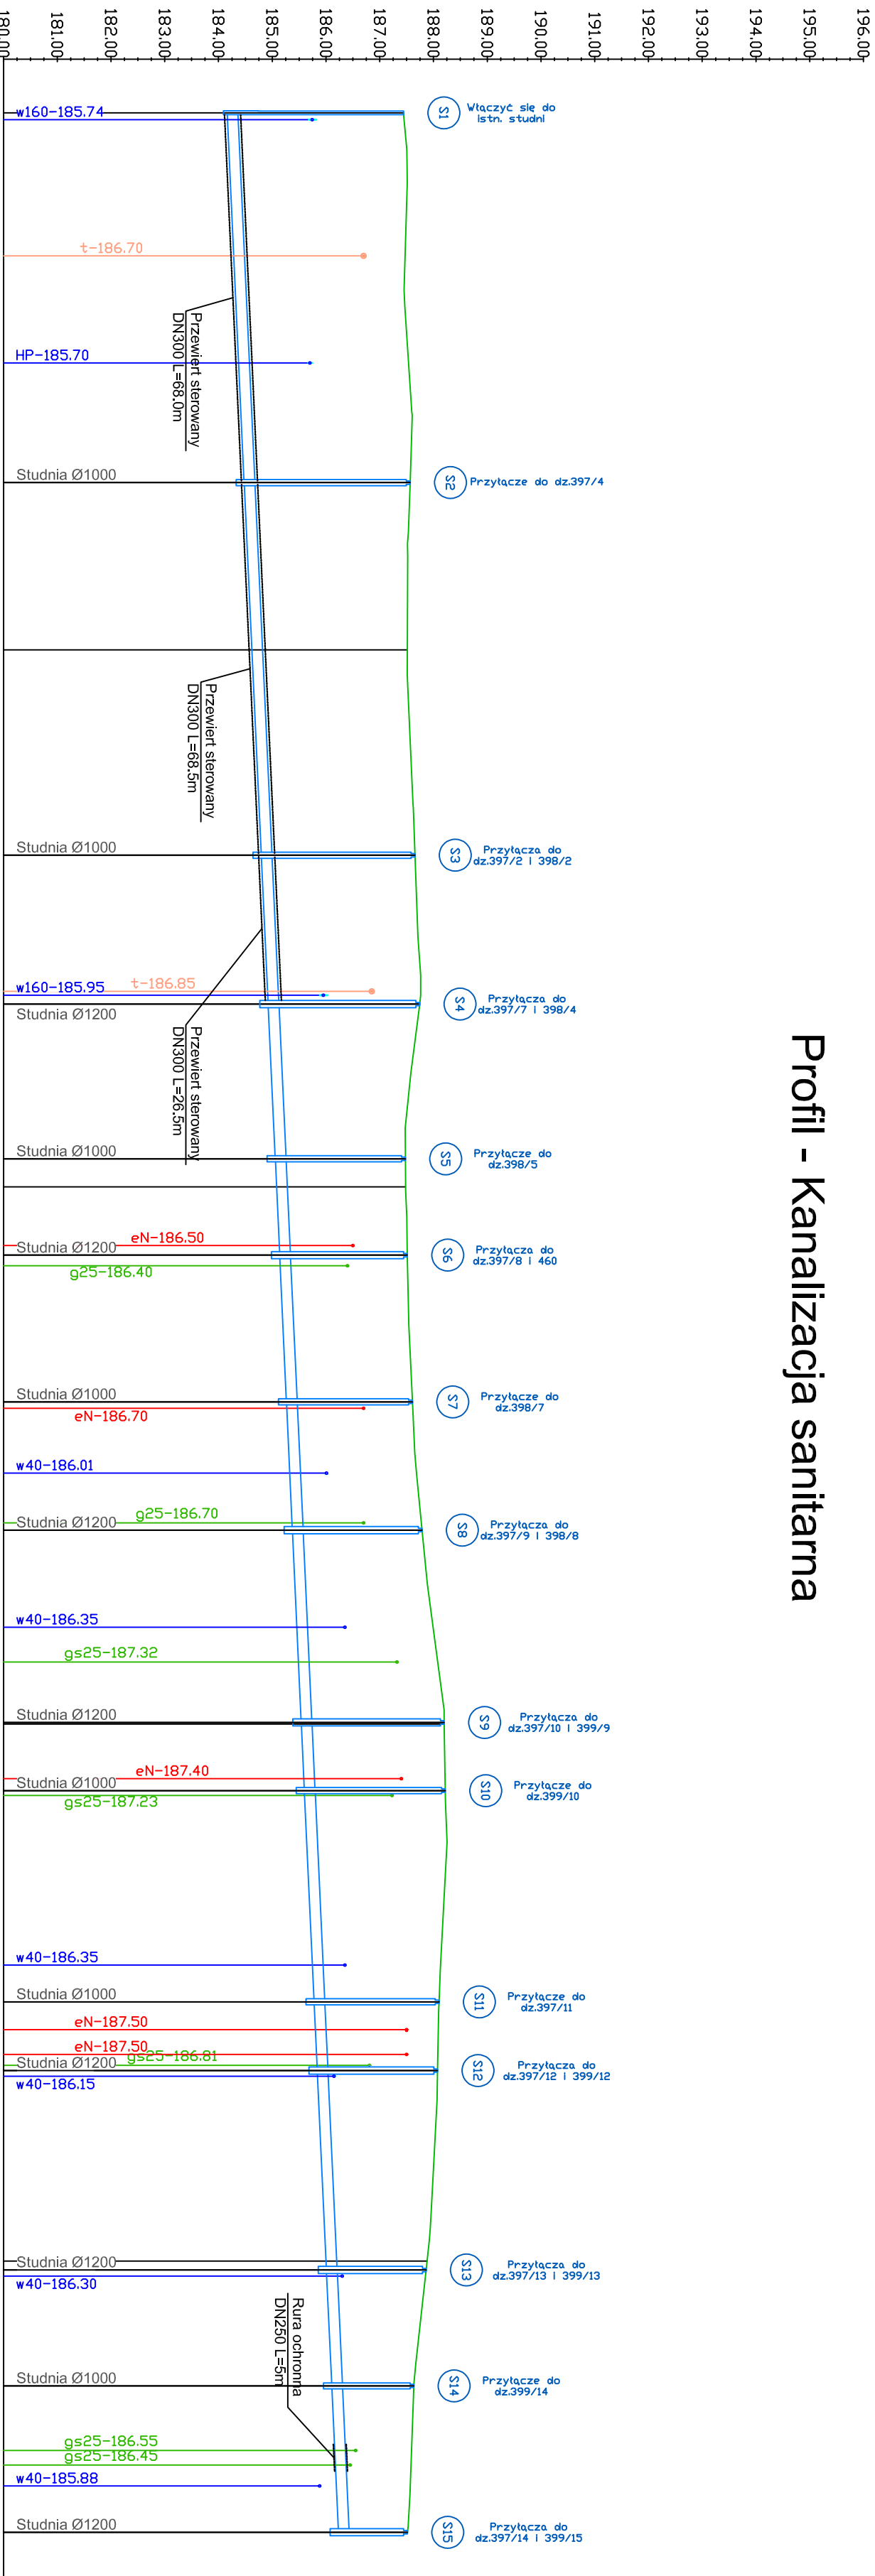 Profil - Kanalizacja sanitarna
196.00
195.00
194.00
193.00
192.00
191.00
190.00
189.00
188.00
187.00
186.00
185.00
184.00
183.00
182.00
181.00
180.00
S1
Włączyć się do
istn. studni
w160-185.74
t-186.70
Przewiert sterowany
DN300 L=68.0m
HP-185.70
S2
Przyłącze do dz.397/4
Studnia Ø1000
Przewiert sterowany
DN300 L=68.5m
S3
Przyłącza do
dz.397/2 i 398/2
Studnia Ø1000
t-186.85
w160-185.95
S4
Przyłącza do
dz.397/7 i 398/4
Studnia Ø1200
Przewiert sterowany
DN300 L=26.5m
S5
Przyłącze do
dz.398/5
Studnia Ø1000
eN-186.50
S6
Przyłącza do
dz.397/8 i 460
Studnia Ø1200
g25-186.40
S7
Przyłącze do
dz.398/7
Studnia Ø1000
eN-186.70
w40-186.01
g25-186.70
S8
Przyłącza do
dz.397/9 i 398/8
Studnia Ø1200
w40-186.35
gs25-187.32
S9
Przyłącza do
dz.397/10 i 399/9
Studnia Ø1200
eN-187.40
S10
Przyłącze do
dz.399/10
Studnia Ø1000
gs25-187.23
w40-186.35
S11
Przyłącze do
dz.397/11
Studnia Ø1000
eN-187.50
eN-187.50
gs25-186.81
S12
Przyłącza do
dz.397/12 i 399/12
Studnia Ø1200
w40-186.15
S13
Przyłącza do
dz.397/13 i 399/13
Studnia Ø1200
w40-186.30
Rura ochronna
DN250 L=5m
S14
Przyłącze do
dz.399/14
Studnia Ø1000
gs25-186.55
gs25-186.45
w40-185.88
S15
Przyłącza do
dz.397/14 i 399/15
Studnia Ø1200